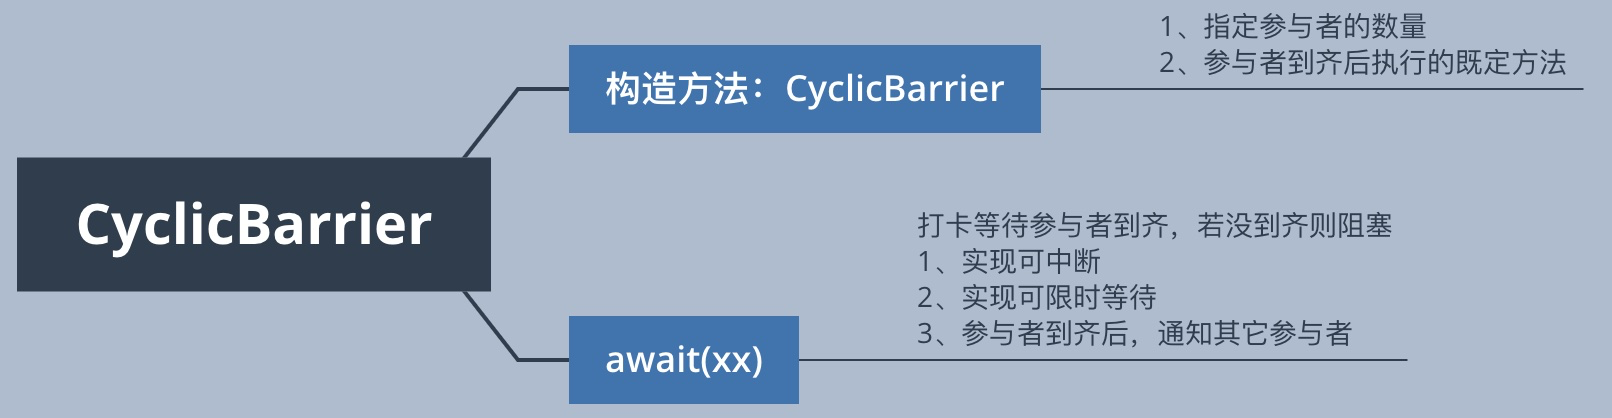 CyclicBarrier
构造方法：CyclicBarrier
1、指定参与者的数量
2、参与者到齐后执行的既定方法
await(xx)
打卡等待参与者到齐，若没到齐则阻塞
1、实现可中断
2、实现可限时等待
3、参与者到齐后，通知其它参与者